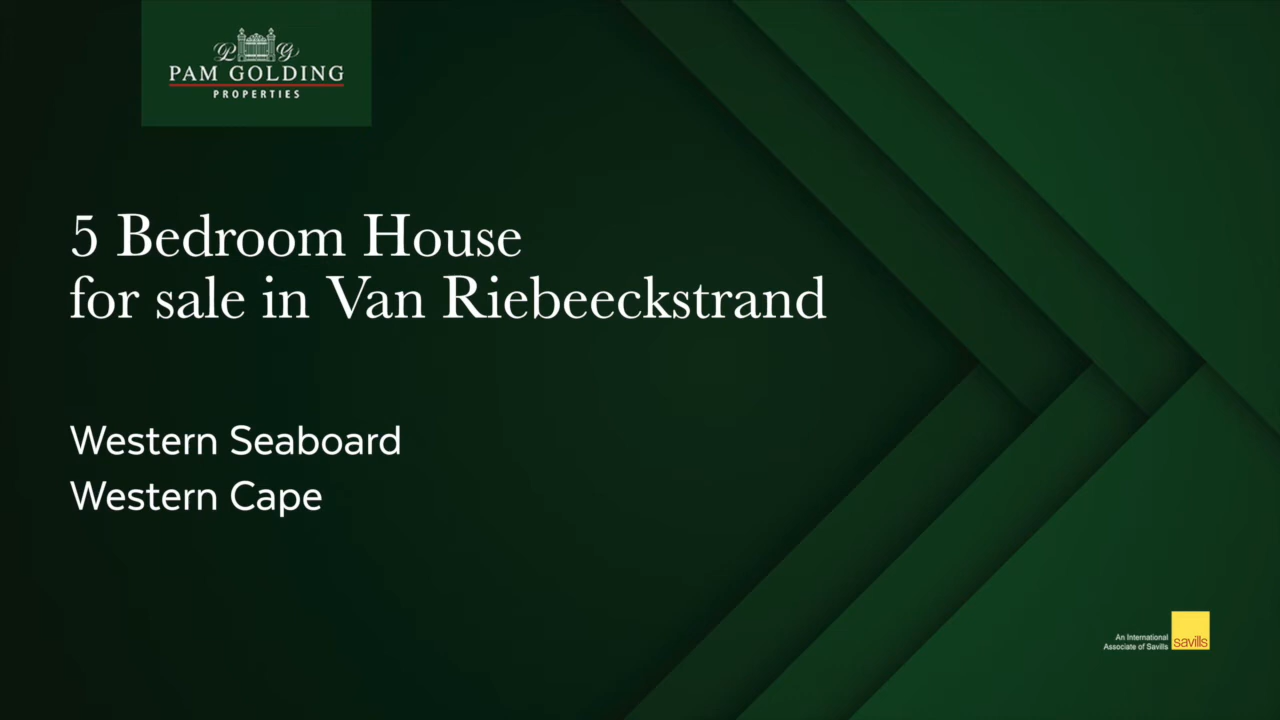 P G
PAM GOLDING
PROPERTIES
5 Bedroom House
for sale in Van Riebeeckstrand
Western Seaboard
Western Cape
An International
Associate of Savills
savills